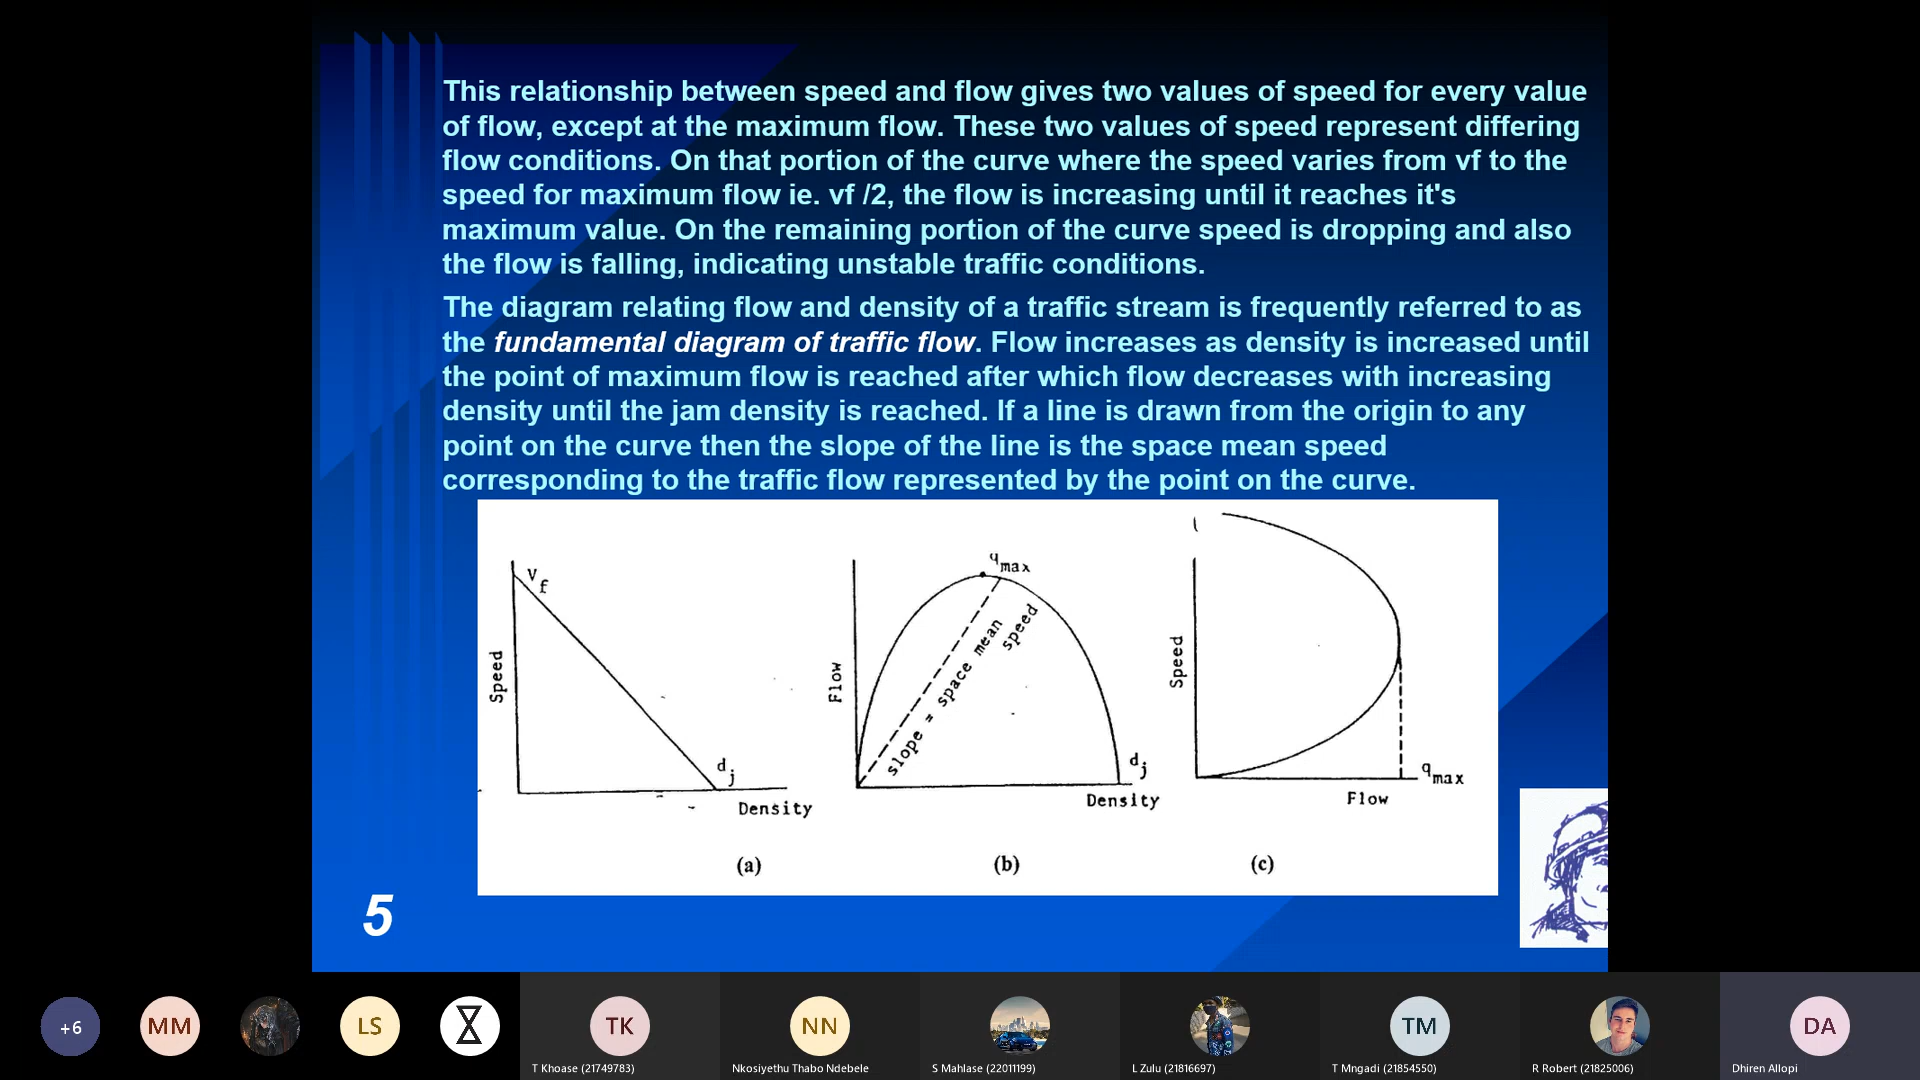 This relationship between speed and flow gives two values of speed for every value
of flow, except at the maximum flow. These two values of speed represent differing
flow conditions. On that portion of the curve where the speed varies from vf to the
speed for maximum flow ie. vf /2, the flow is increasing until it reaches it's
maximum value. On the remaining portion of the curve speed is dropping and also
the flow is falling, indicating unstable traffic conditions.
The diagram relating flow and density of a traffic stream is frequently referred to as
the fundamental diagram of traffic flow. Flow increases as density is increased until
the point of maximum flow is reached after which flow decreases with increasing
density until the jam density is reached. If a line is drawn from the origin to any
point on the curve then the slope of the line is the space mean speed
corresponding to the traffic flow represented by the point on the curve.
Vf
Speed
dj
Density
(a)
qmax
Flow
slope = space mean
speed
dj
Density
(b)
Speed
qmax
Flow
(c)
5
+6
MM
LS
TK
NN
TM
DA
T Khoase (21749783)
Nkosiyethu Thabo Ndebele
S Mahlase (22011199)
L Zulu (21816697)
T Mngadi (21854550)
R Robert (21825006)
Dhiren Allopi